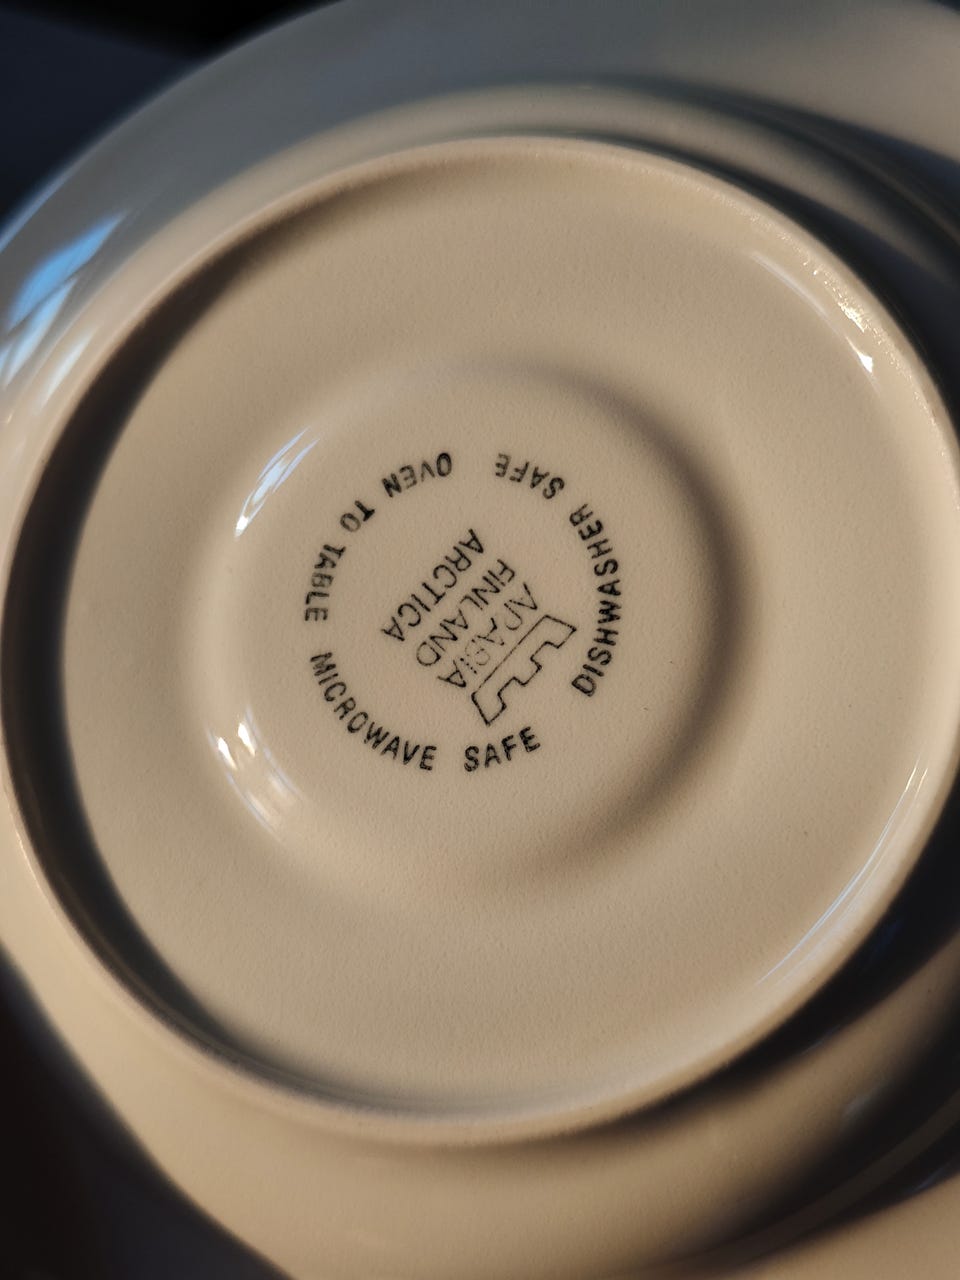 ARABIA
FINLAND
ARCTICA
DISHWASHER SAFE
OVEN TO TABLE
MICROWAVE SAFE